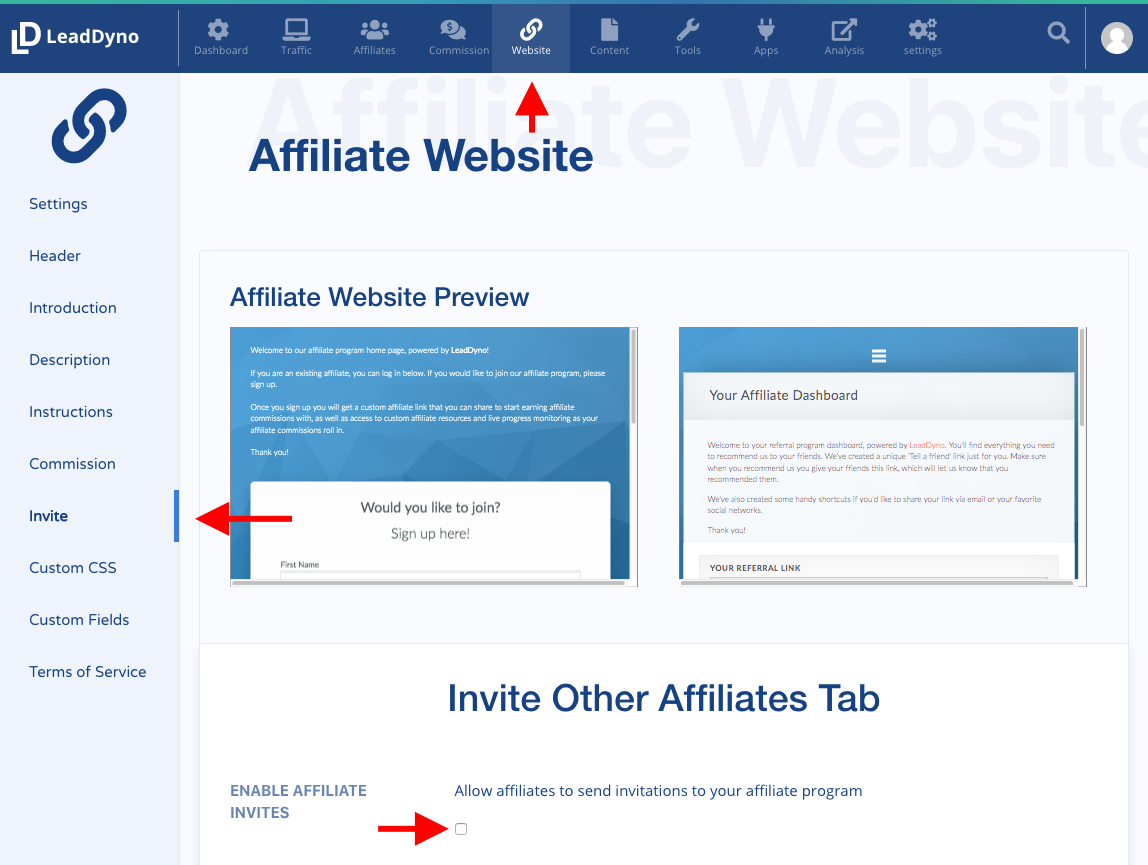 LeadDyno
Dashboard
Traffic
Affiliates
Commission
Website
Content
Tools
Apps
Analysis
settings
Affiliate Website
Affiliate Website
Settings
Header
Introduction
Description
Instructions
Commission
Invite
Custom CSS
Custom Fields
Terms of Service
Affiliate Website Preview
Welcome to our affiliate program home page, powered by LeadDyno!
If you are an existing affiliate, you can log in below. If you would like to join our affiliate program, please
sign up.
Once you sign up you will get a custom affiliate link that you can share to start earning affiliate
commissions with, as well as access to custom affiliate resources and live progress monitoring as your
affiliate commissions roll in.
Thank you!
Would you like to join?
Sign up here!
First Name
Your Affiliate Dashboard
Welcome to your referral program dashboard, powered by LeadDyno. You'll find everything you need
to recommend us to your friends. We've created a unique 'Tell a friend' link just for you. Make sure
when you recommend us you give your friends this link, which will let us know that you
recommended them.
We've also created some handy shortcuts if you'd like to share your link via email or your favorite
social networks.
Thank you!
YOUR REFERRAL LINK
Invite Other Affiliates Tab
ENABLE AFFILIATE
INVITES
Allow affiliates to send invitations to your affiliate program